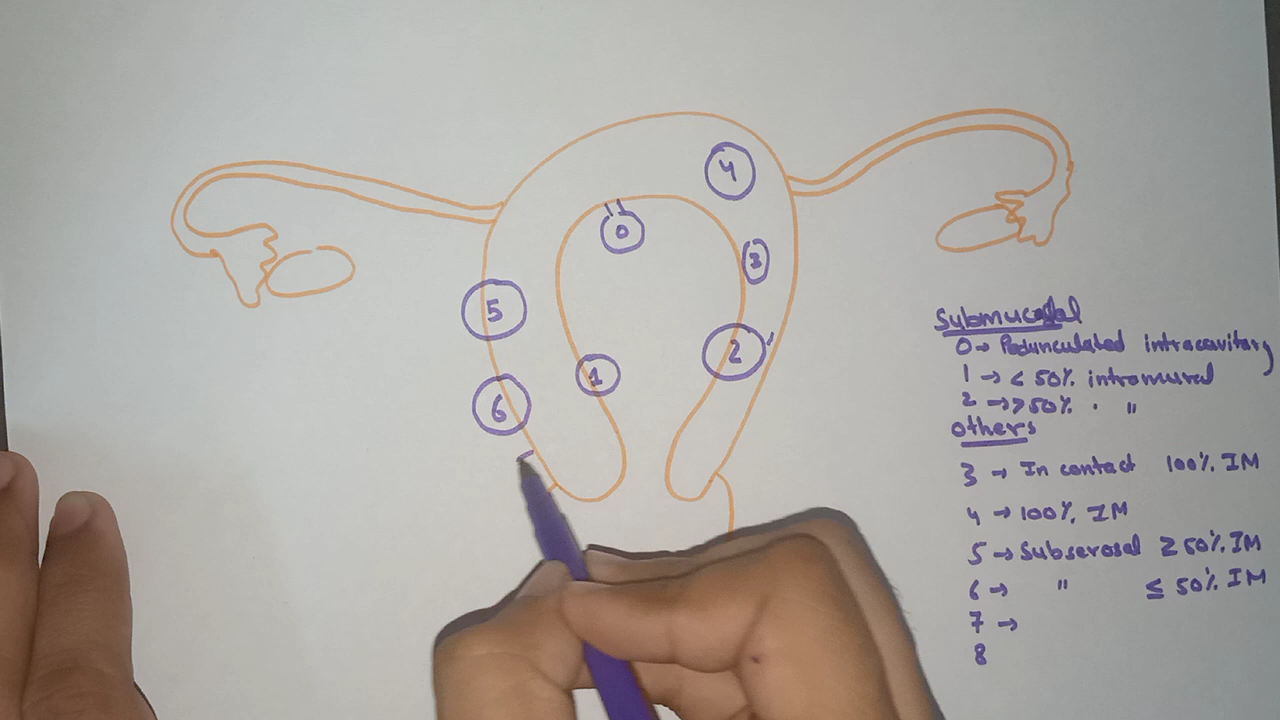 4
0
3
5
2
1
6
Submucosal
0 → Pedunculated intracavitary
1 → < 50% intramural
2 → >50% " "
Others
3 → In contact 100% IM
4 → 100% IM
5 → Subserosal ≥ 50% IM
6 → " ≤ 50% IM
7 →
8